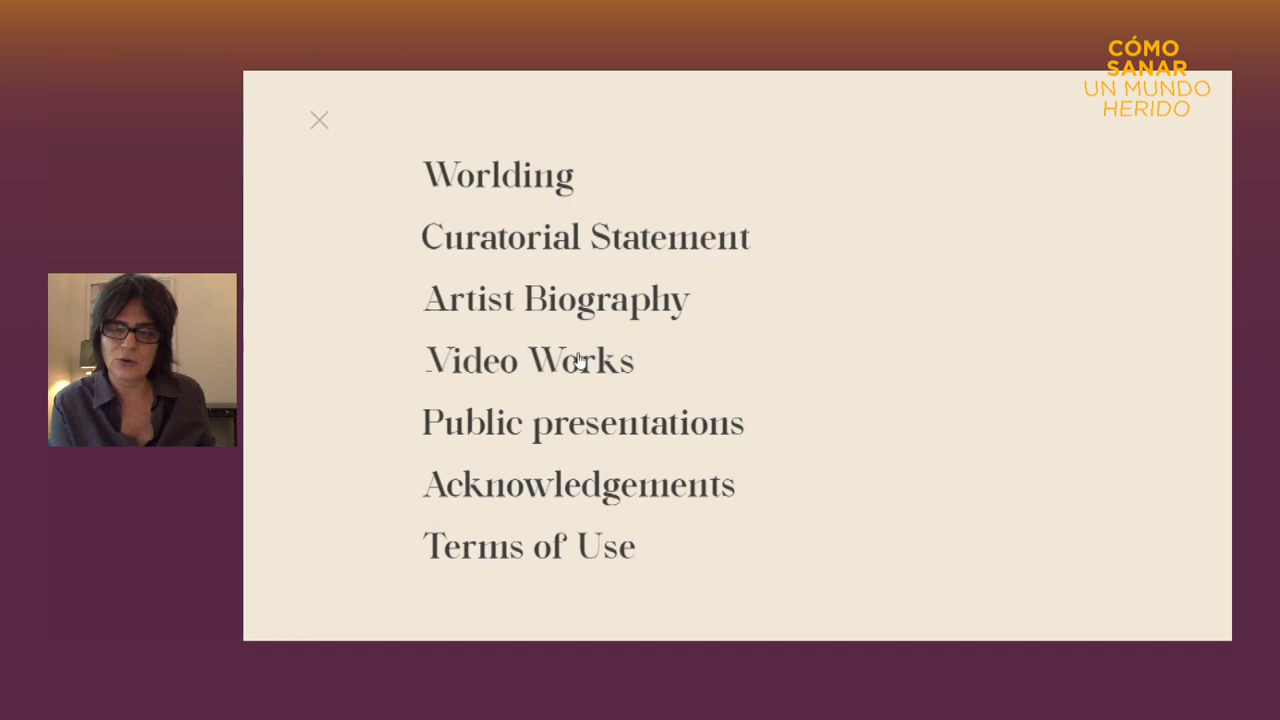 CÓMO
SANAR
UN MUNDO
HERIDO
Worlding
Curatorial Statement
Artist Biography
Video Works
Public presentations
Acknowledgements
Terms of Use